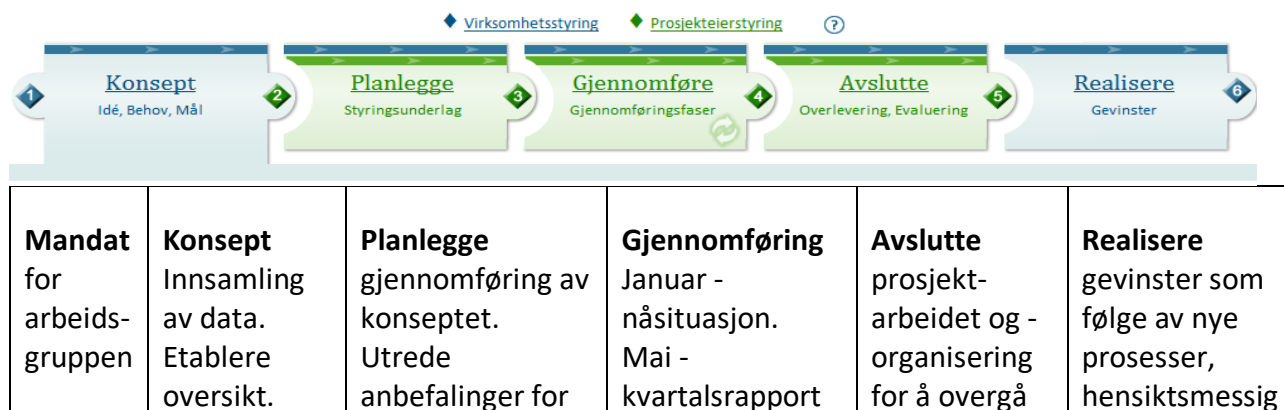 Virksomhetsstyring Prosjekteierstyring ?
1 Konsept 2 Planlegge 3 Gjennomføre 4 Avslutte 5 Realisere 6
Idé, Behov, Mål Styringsunderlag Gjennomføringsfaser Overlevering, Evaluering Gevinster
Mandat
for
arbeids-
gruppen
Konsept
Innsamling
av data.
Etablere
oversikt.
Planlegge
gjennomføring av
konseptet.
Utrede
anbefalinger for
Gjennomføring
Januar -
nåsituasjon.
Mai -
kvartalsrapport
Avslutte
prosjekt-
arbeidet og -
organisering
for å overgå
Realisere
gevinster som
følge av nye
prosesser,
hensiktsmessig